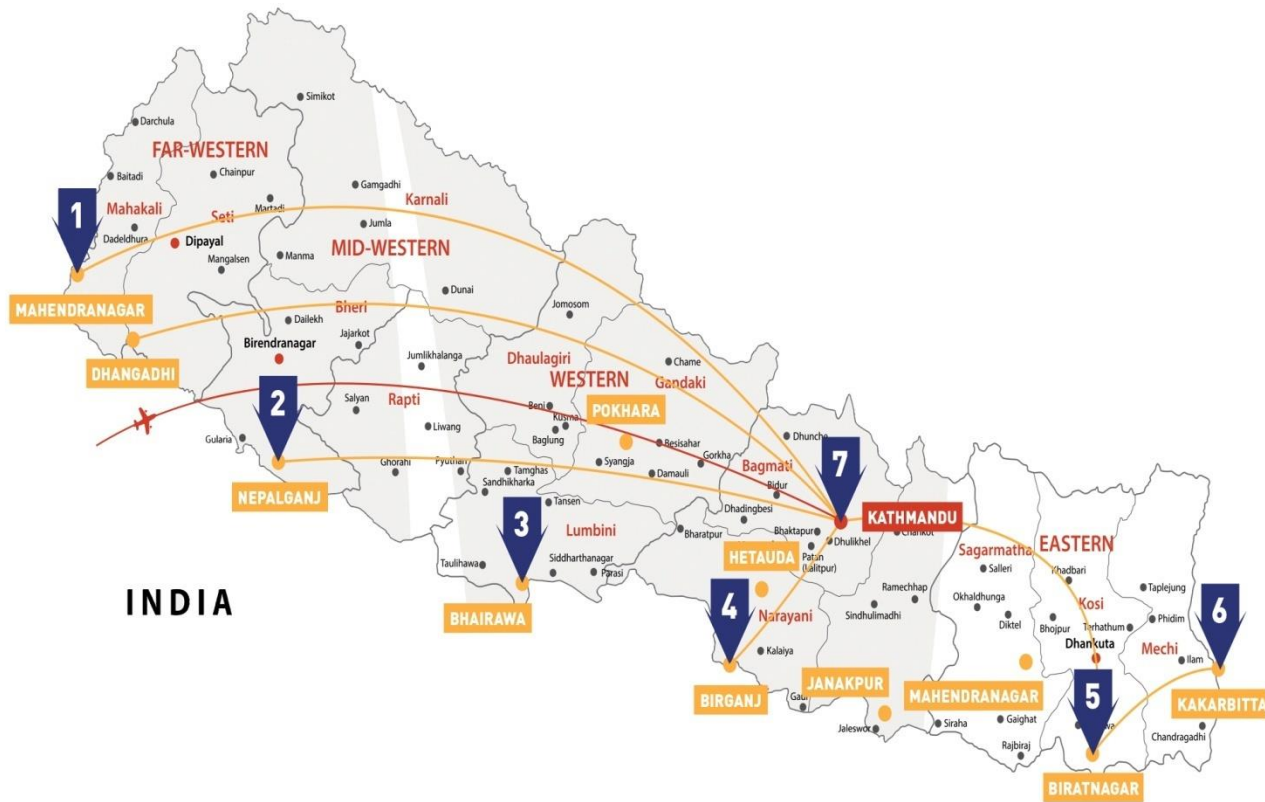 Simikot
Darchula
FAR-WESTERN
Chainpur
Baitadi
Gamgadhi
1
Mahakali
Martadi
Karnali
Seti
Jumla
Dadeldhura
Dipayal
MID-WESTERN
Manma
Mangalsen
MAHENDRANAGAR
Dunai
Bheri
Jomosom
Dailekh
Birendranagar
Jajarkot
DHANGADHI
Jumlikhalanga
Dhaulagiri
Chame
WESTERN
Gandaki
2
Rapti
Salyan
Beni
POKHARA
Kusma
Liwang
Baglung
Gularia
Dhunche
Besisahar
Ghorahi
Pyuthan
Syangja
Gorkha
Bagmati
7
Tamghas
Damauli
Sandhikharka
Bidur
NEPALGANJ
Tansen
3
Dhadingbesi
KATHMANDU
Lumbini
Bharatpur
Bhaktapur
Charikot
Dhulikhel
HETAUDA
Patan
(Lalitpur)
Sagarmatha
EASTERN
Taulihawa
Siddharthanagar
Parasi
Salleri
Khadbari
Taplejung
INDIA
BHAIRAWA
4
Narayani
Ramechhap
Sindhulimadhi
Okhaldhunga
Diktel
Kosi
Bhojpur
Terhathum
Phidim
6
Dhankuta
Mechi
Kalaiya
Ilam
BIRGANJ
JANAKPUR
MAHENDRANAGAR
5
KAKARBITTA
Gaur
Jaleswor
Siraha
Gaighat
Chandragadhi
Rajbiraj
BIRATNAGAR